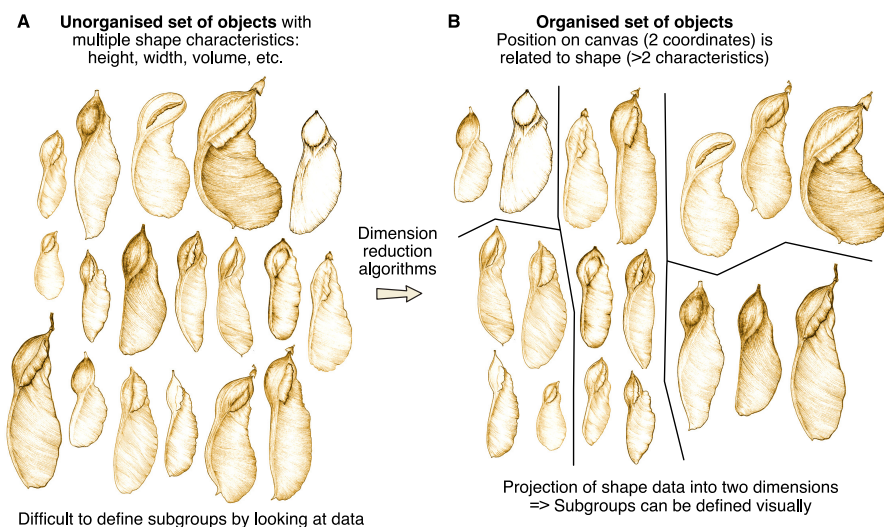 A
Unorganised set of objects with
multiple shape characteristics:
height, width, volume, etc.
Dimension
reduction
algorithms
Difficult to define subgroups by looking at data
B
Organised set of objects
Position on canvas (2 coordinates) is
related to shape (>2 characteristics)
Projection of shape data into two dimensions
=> Subgroups can be defined visually